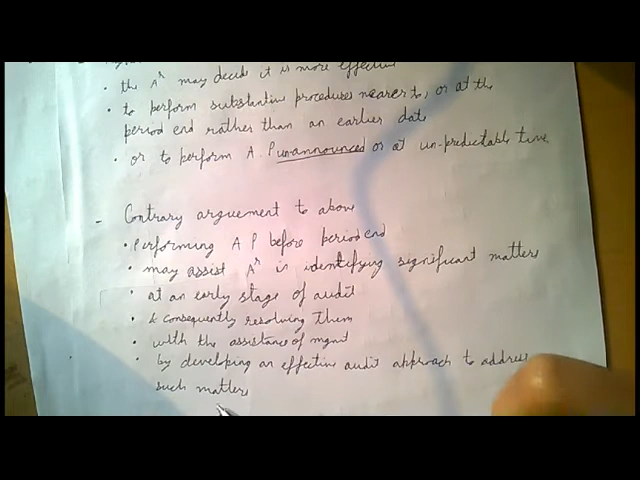 • the Ar may decide it is more effective
• to perform substantive procedures nearer to, or at the
period end rather than an earlier date
• or to perform A.P unannounced or at un-predictable time
- Contrary arguement to above
• Performing A P before period end
• may assist Ar in identifying significant matters
• at an early stage of audit
• & consequently resolving them
• with the assistance of mgmt
• by developing an effective audit approach to address
such matters